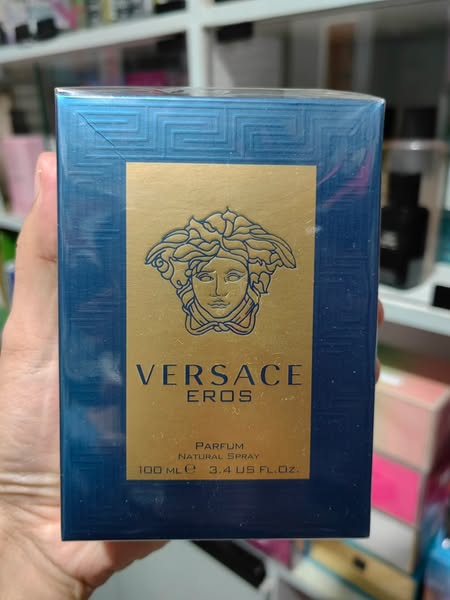 VERSACE
EROS
PARFUM
NATURAL SPRAY
100 ML ℮ 3.4 US FL.OZ.